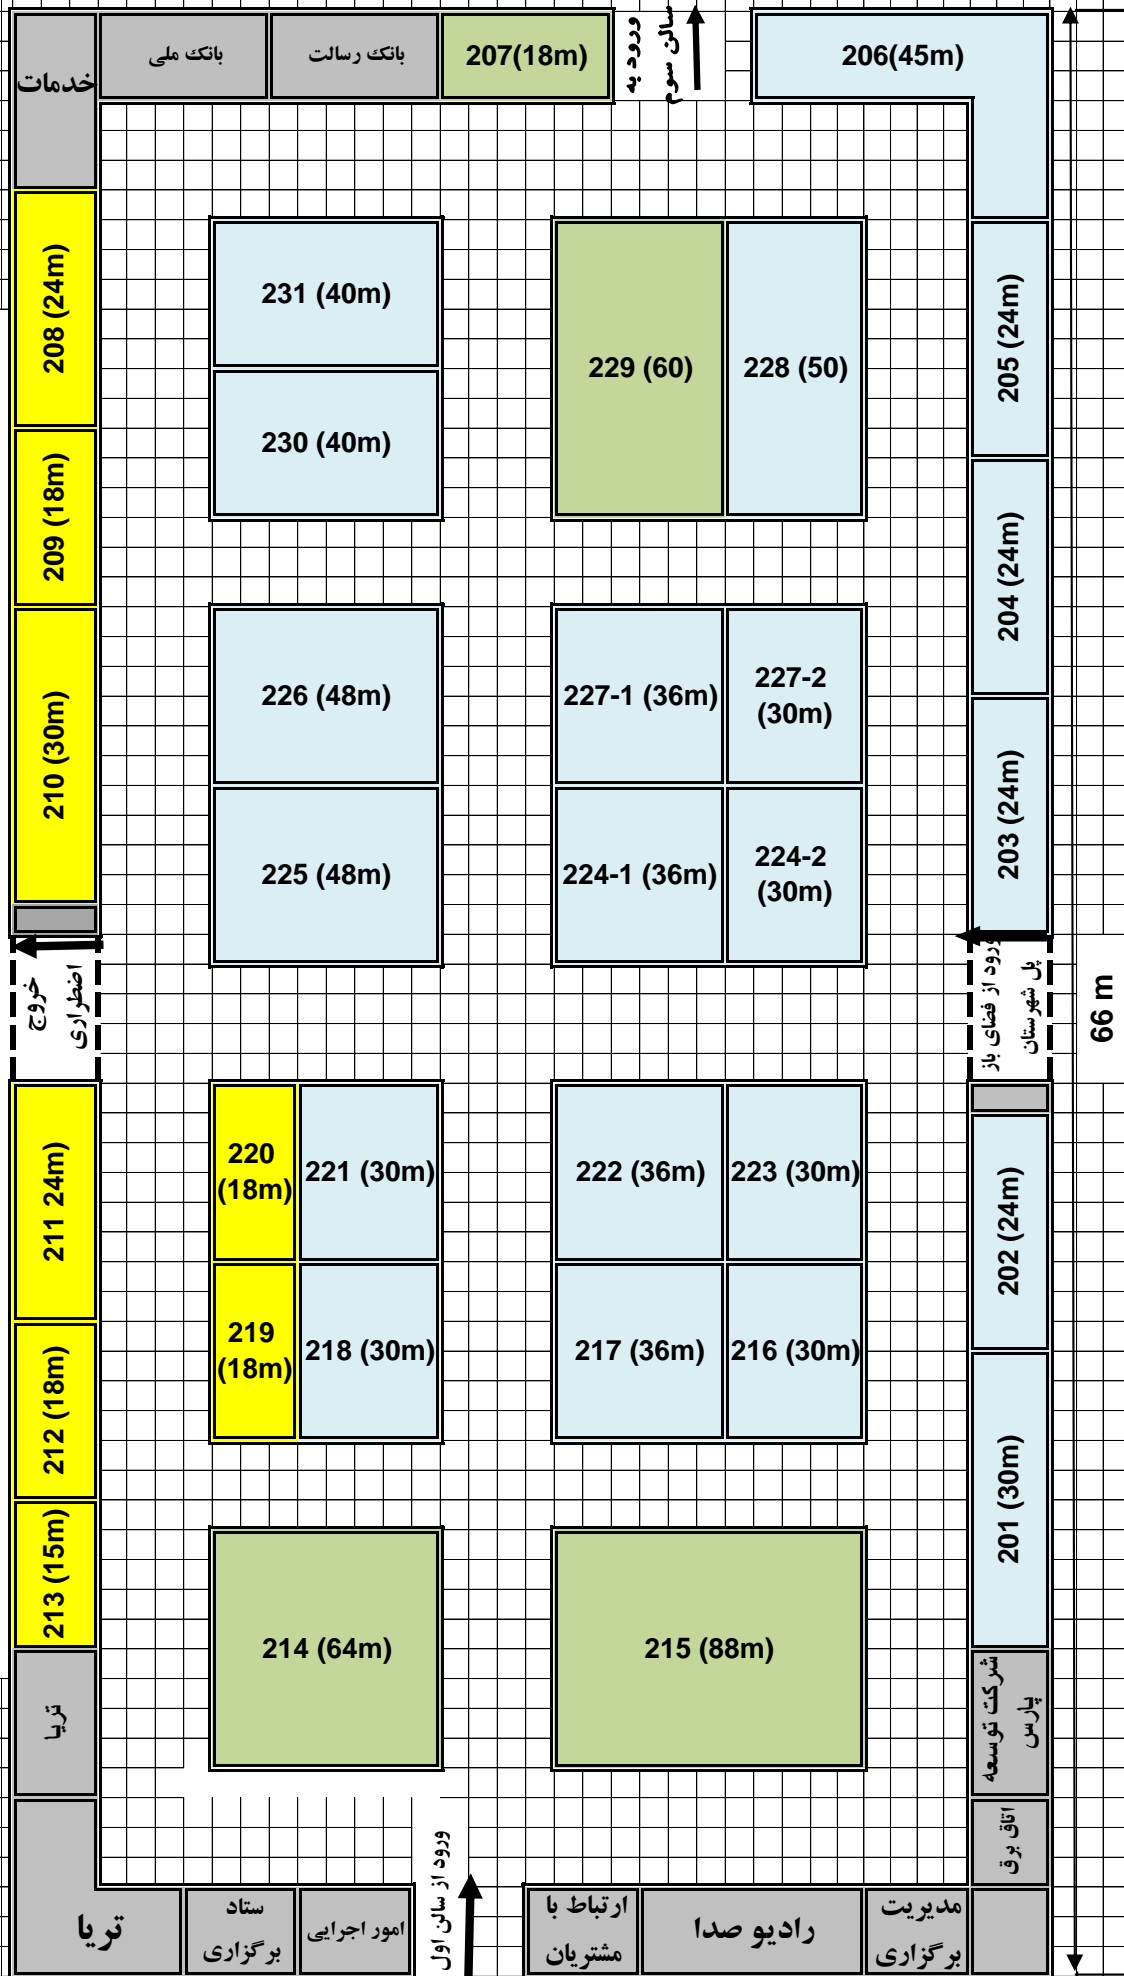 خدمات
بانک ملی
بانک رسالت
207(18m)
ورود به
سالن سوم
206(45m)
208 (24m)
231 (40m)
229 (60)
228 (50)
205 (24m)
230 (40m)
209 (18m)
204 (24m)
210 (30m)
226 (48m)
227-1 (36m)
227-2
(30m)
203 (24m)
225 (48m)
224-1 (36m)
224-2
(30m)
خروج
اضطراری
ورود از فضای باز
پل شهرستان
66 m
211 24m)
220
(18m)
221 (30m)
222 (36m)
223 (30m)
202 (24m)
219
(18m)
218 (30m)
217 (36m)
216 (30m)
212 (18m)
201 (30m)
213 (15m)
214 (64m)
215 (88m)
تریا
شرکت توسعه
پارس
اتاق برق
ورود از سالن اول
تریا
ستاد
برگزاری
امور اجرایی
ارتباط با
مشتریان
رادیو صدا
مدیریت
برگزاری